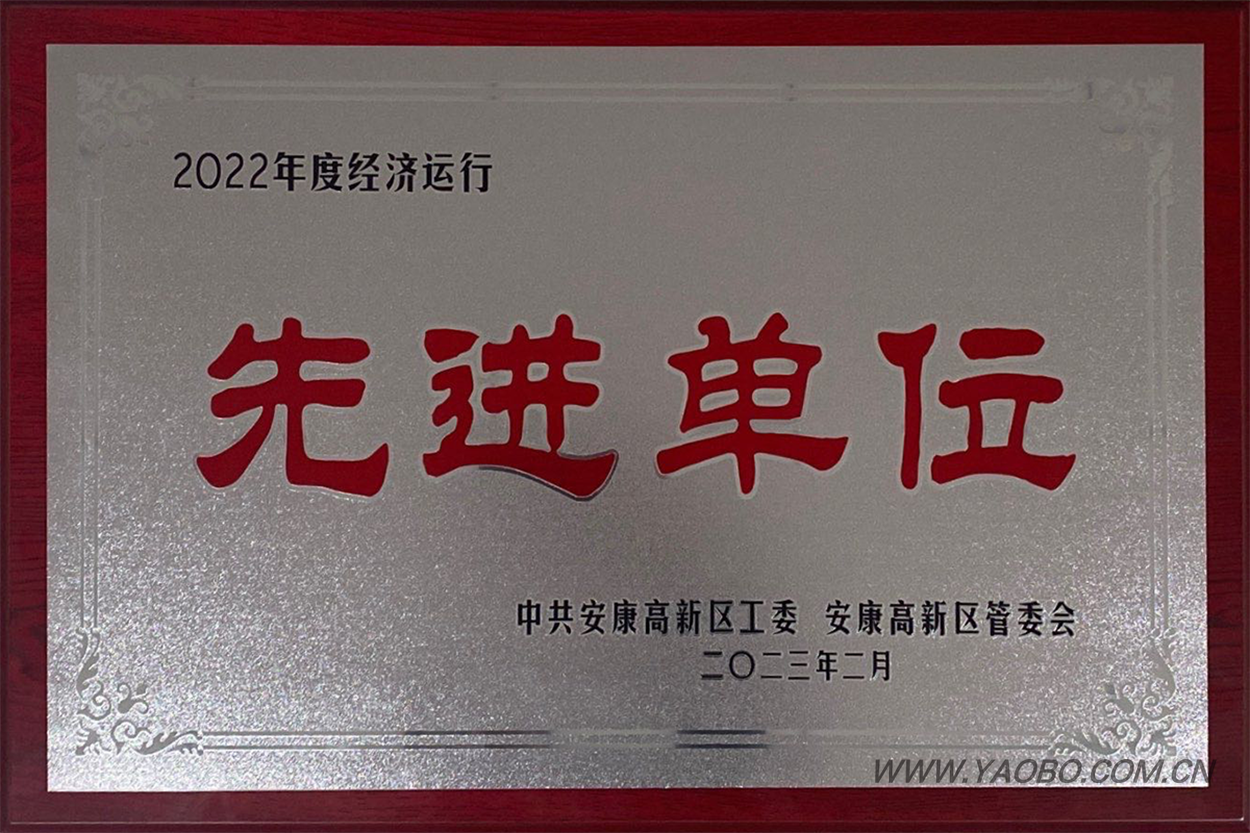 2022年度经济运行
先进单位
中共安康高新区工委 安康高新区管委会
二〇二三年二月
WWW.YAOBO.COM.CN